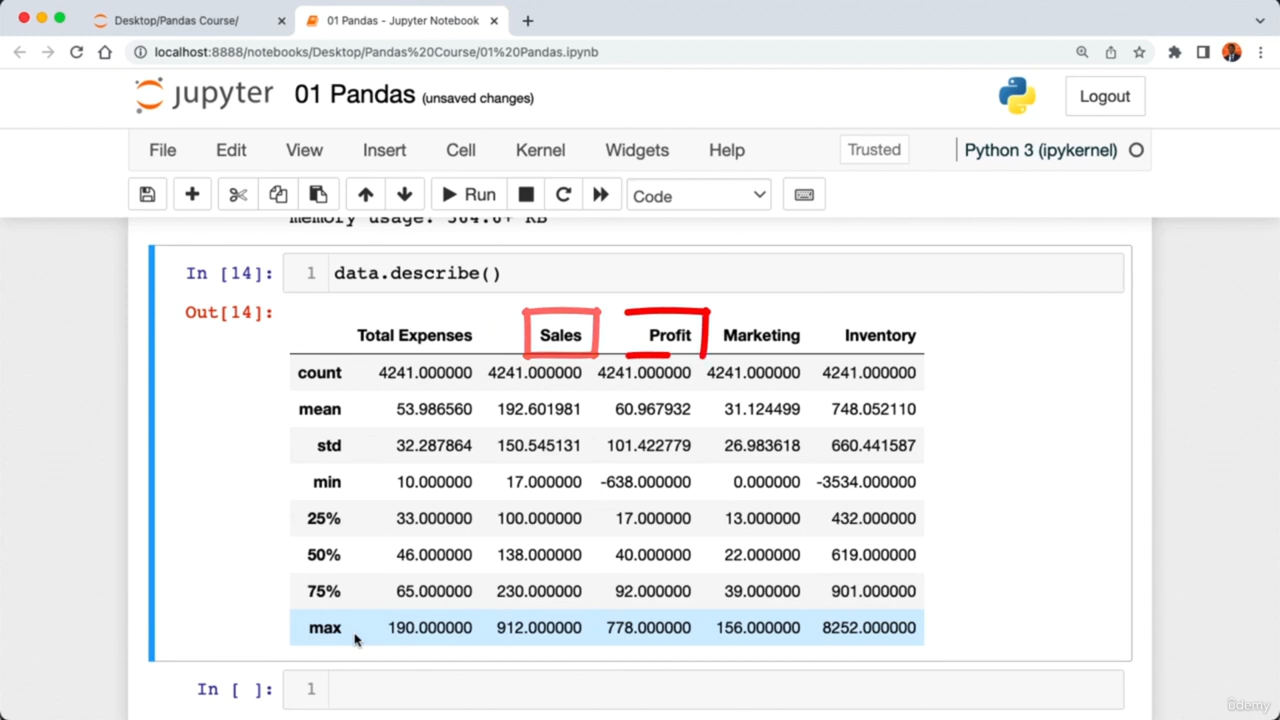 Desktop/Pandas Course/
01 Pandas - Jupyter Notebook
localhost:8888/notebooks/Desktop/Pandas%20Course/01%20Pandas.ipynb
jupyter 01 Pandas (unsaved changes)
Logout
File Edit View Insert Cell Kernel Widgets Help Trusted Python 3 (ipykernel)
Run Code
memory usage: KB
In [14]: 1 data.describe()
Out[14]:
Total Expenses Sales Profit Marketing Inventory
count 4241.000000 4241.000000 4241.000000 4241.000000 4241.000000
mean 53.986560 192.601981 60.967932 31.124499 748.052110
std 32.287864 150.545131 101.422779 26.983618 660.441587
min 10.000000 17.000000 -638.000000 0.000000 -3534.000000
25% 33.000000 100.000000 17.000000 13.000000 432.000000
50% 46.000000 138.000000 40.000000 22.000000 619.000000
75% 65.000000 230.000000 92.000000 39.000000 901.000000
max 190.000000 912.000000 778.000000 156.000000 8252.000000
In [ ]: 1
ûdemy